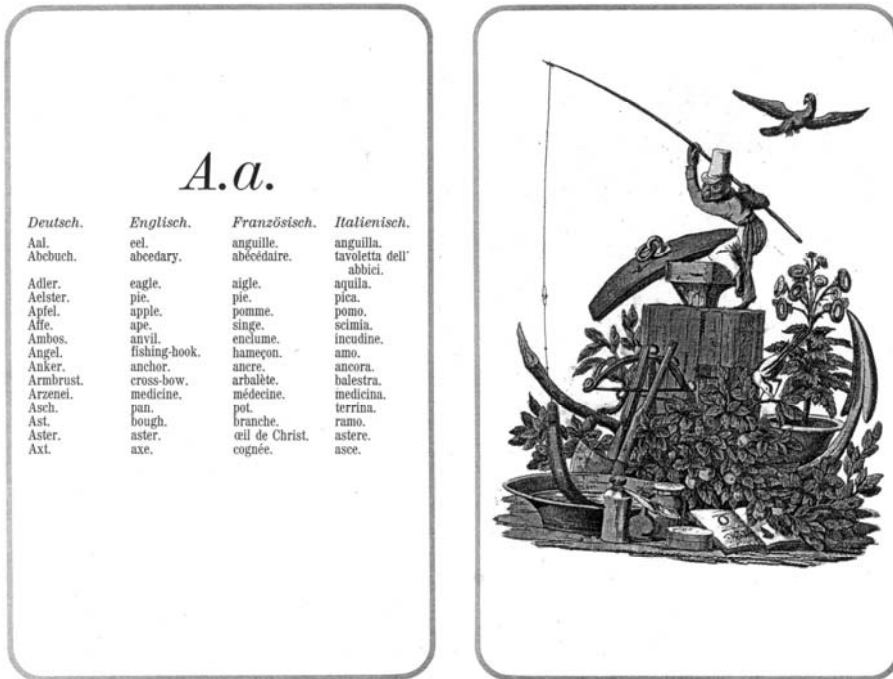 A.a.
Deutsch. Englisch. Französisch. Italienisch.
Aal. eel. anguille. anguilla.
Abcbuch. abcedary. abécédaire. tavoletta dell'
abbici.
Adler. eagle. aigle. aquila.
Aelster. pie. pie. pica.
Apfel. apple. pomme. pomo.
Affe. ape. singe. scimia.
Ambos. anvil. enclume. incudine.
Angel. fishing-hook. hameçon. amo.
Anker. anchor. ancre. ancora.
Armbrust. cross-bow. arbalète. balestra.
Arzenei. medicine. médecine. medicina.
Asch. pan. pot. terrina.
Ast. bough. branche. ramo.
Aster. aster. œil de Christ. astere.
Axt. axe. cognée. asce.